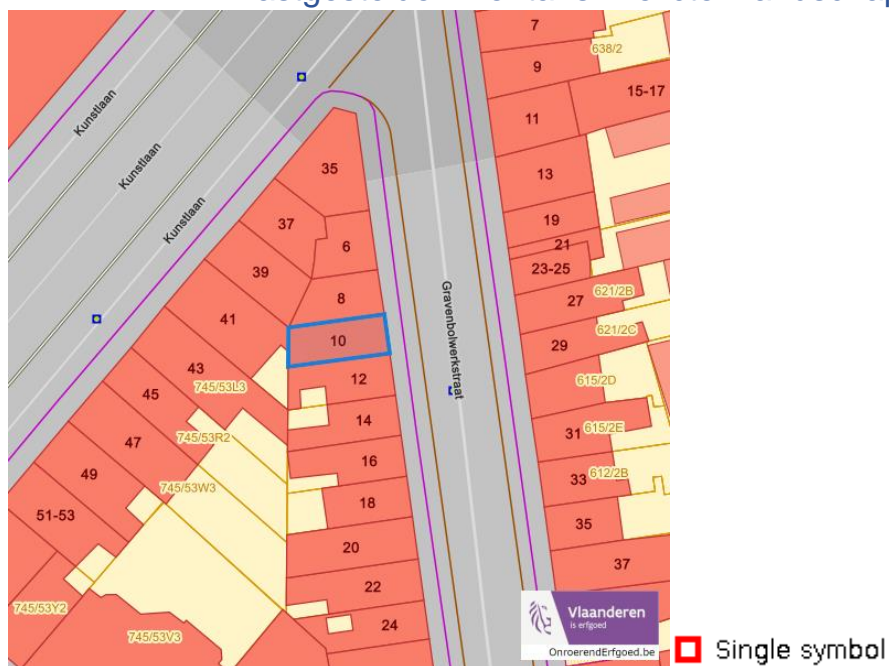 7
638/2
9
15-17
Kunstlaan
11
Kunstlaan
35
13
Kunstlaan
37
19
6
21
39
23-25
8
621/2B
27
41
Gravenbolwerkstraat
10
621/2C
29
43
12
745/53L3
615/2D
45
14
31
615/2E
47
745/53R2
16
49
612/2B
33
745/53W3
18
51-53
35
20
37
22
745/53Y2
24
745/53V3
Vlaanderen
is erfgoed
OnroerendErfgoed.be
Single symbol